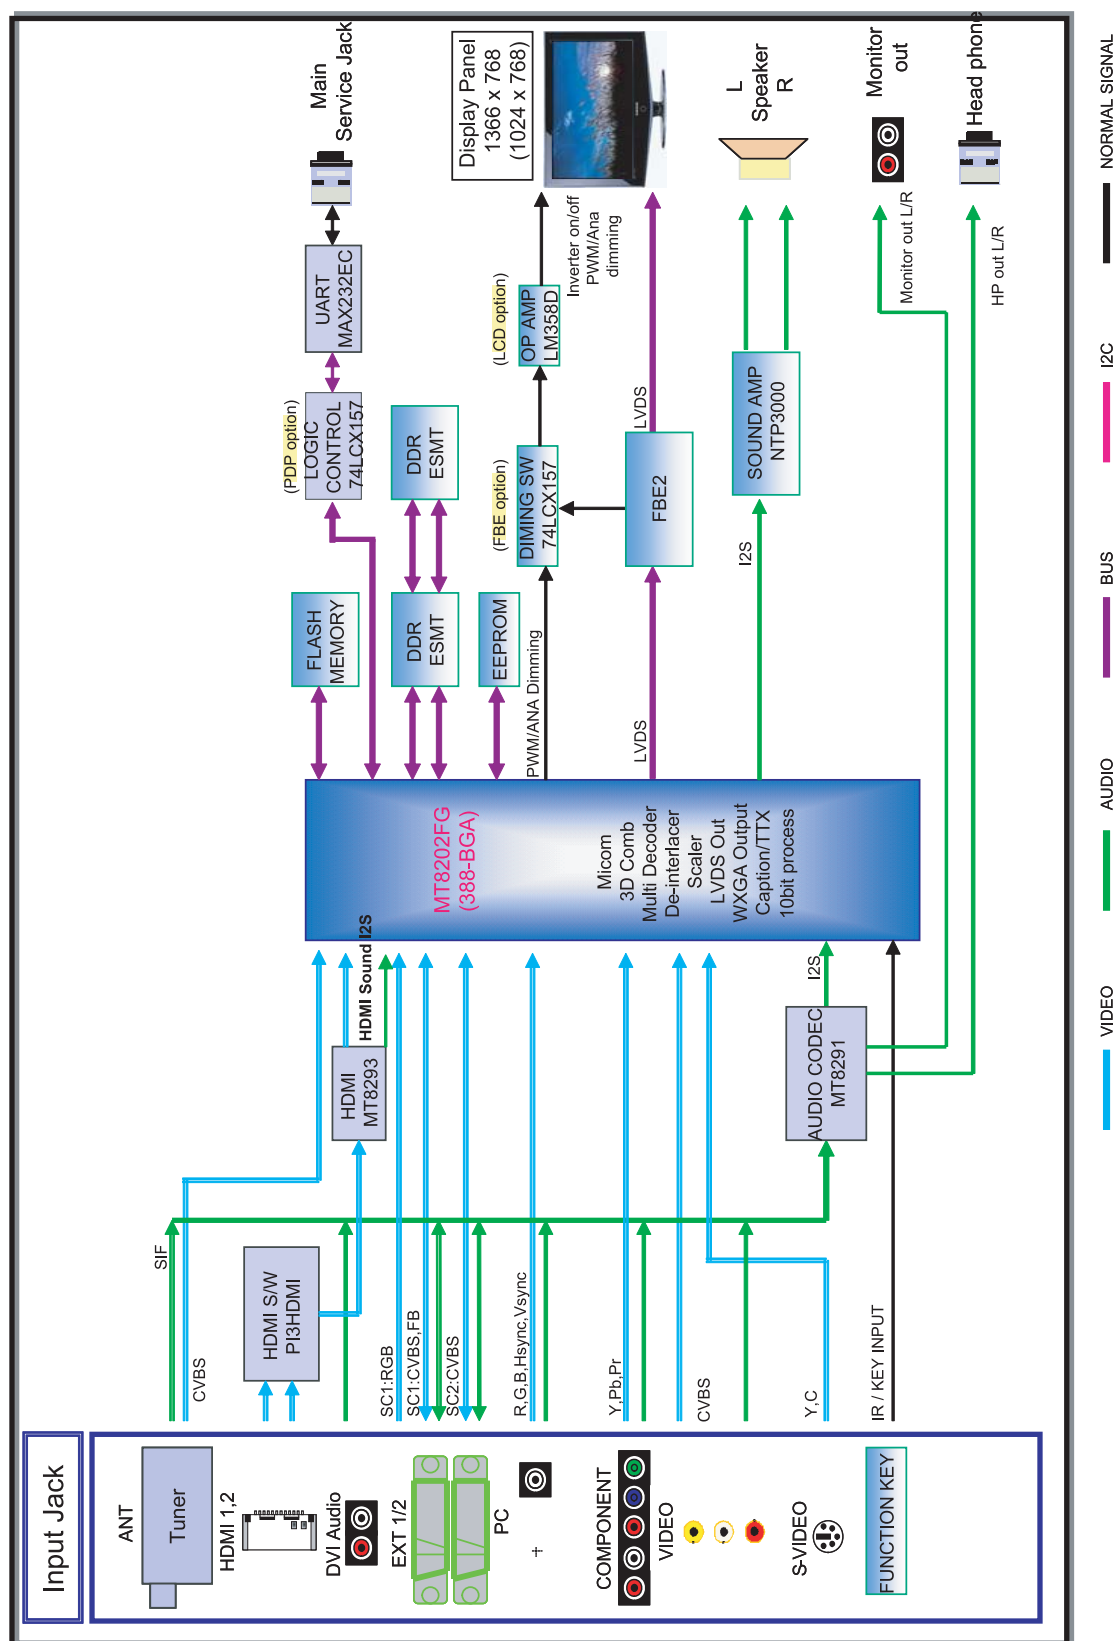 Input Jack
ANT
Tuner
HDMI 1,2
DVI Audio
EXT 1/2
PC
COMPONENT
VIDEO
S-VIDEO
FUNCTION KEY
SIF
CVBS
HDMI S/W
PI3HDMI
SC1:RGB
SC1:CVBS,FB
SC2:CVBS
R,G,B,Hsync,Vsync
Y,Pb,Pr
CVBS
Y,C
IR / KEY INPUT
HDMI
MT8293
HDMI Sound I2S
AUDIO CODEC
MT8291
I2S
MT8202FG
(388-BGA)
Micom
3D Comb
Multi Decoder
De-interlacer
Scaler
LVDS Out
WXGA Output
Caption/TTX
10bit process
FLASH
MEMORY
DDR
ESMT
EEPROM
PWM/ANA Dimming
LVDS
I2S
(PDP option)
LOGIC
CONTROL
74LCX157
DDR
ESMT
(FBE option)
DIMING SW
74LCX157
FBE2
SOUND AMP
NTP3000
UART
MAX232EC
(LCD option)
OP AMP
LM358D
LVDS
Inverter on/off
PWM/Ana
dimming
Monitor out L/R
HP out L/R
Main
Service Jack
Display Panel
1366 x 768
(1024 x 768)
L
Speaker
R
Monitor
out
Head phone
VIDEO
AUDIO
BUS
I2C
NORMAL SIGNAL